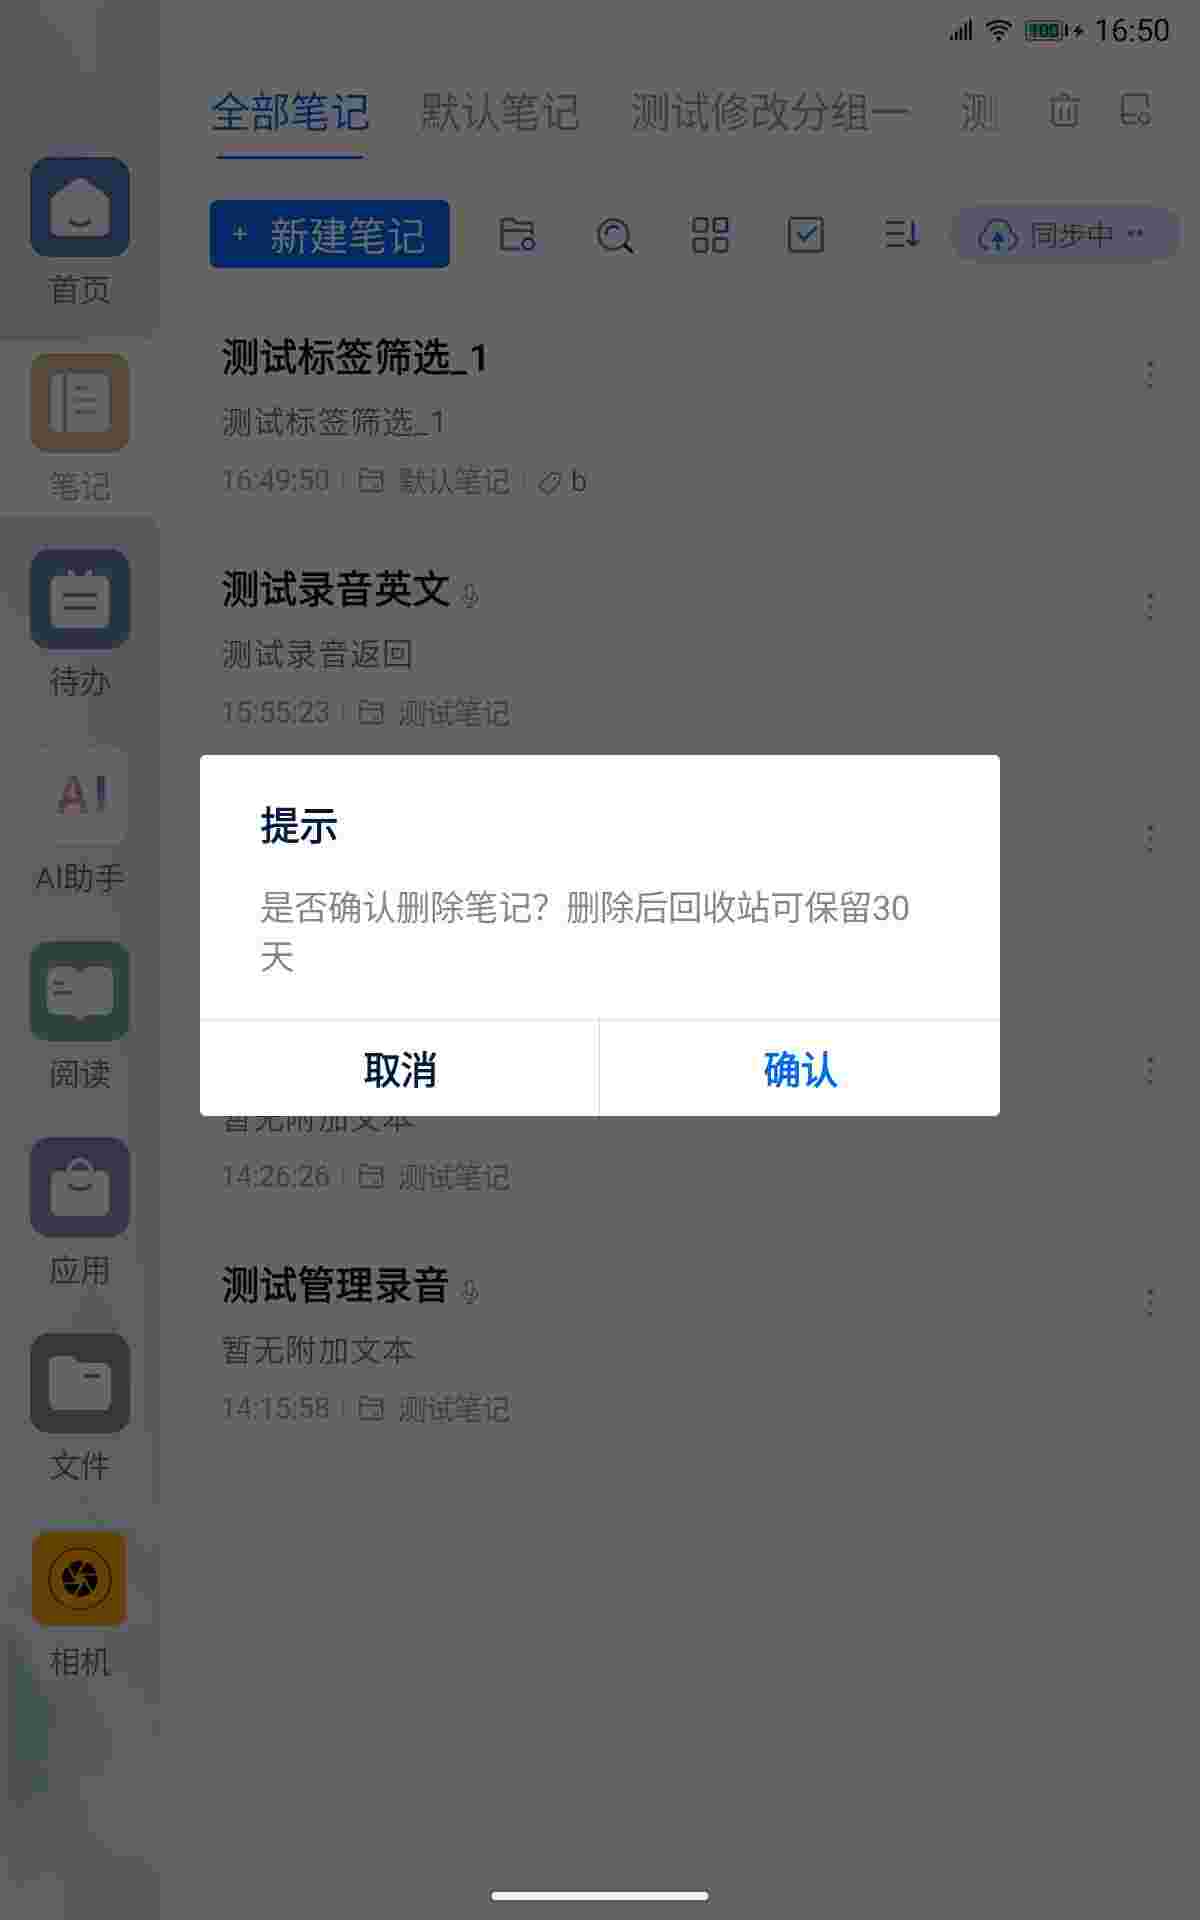 100 16:50
全部笔记 默认笔记 测试修改分组一 测
+ 新建笔记 同步中
首页
测试标签筛选_1
测试标签筛选_1
16:49:50 默认笔记 b
笔记
测试录音英文
测试录音返回
15:55:23 测试笔记
待办
AI
AI助手
提示
是否确认删除笔记？删除后回收站可保留30
天
取消 确认
阅读
暂无附加文本
14:26:26 测试笔记
应用
测试管理录音
暂无附加文本
14:15:58 测试笔记
文件
相机